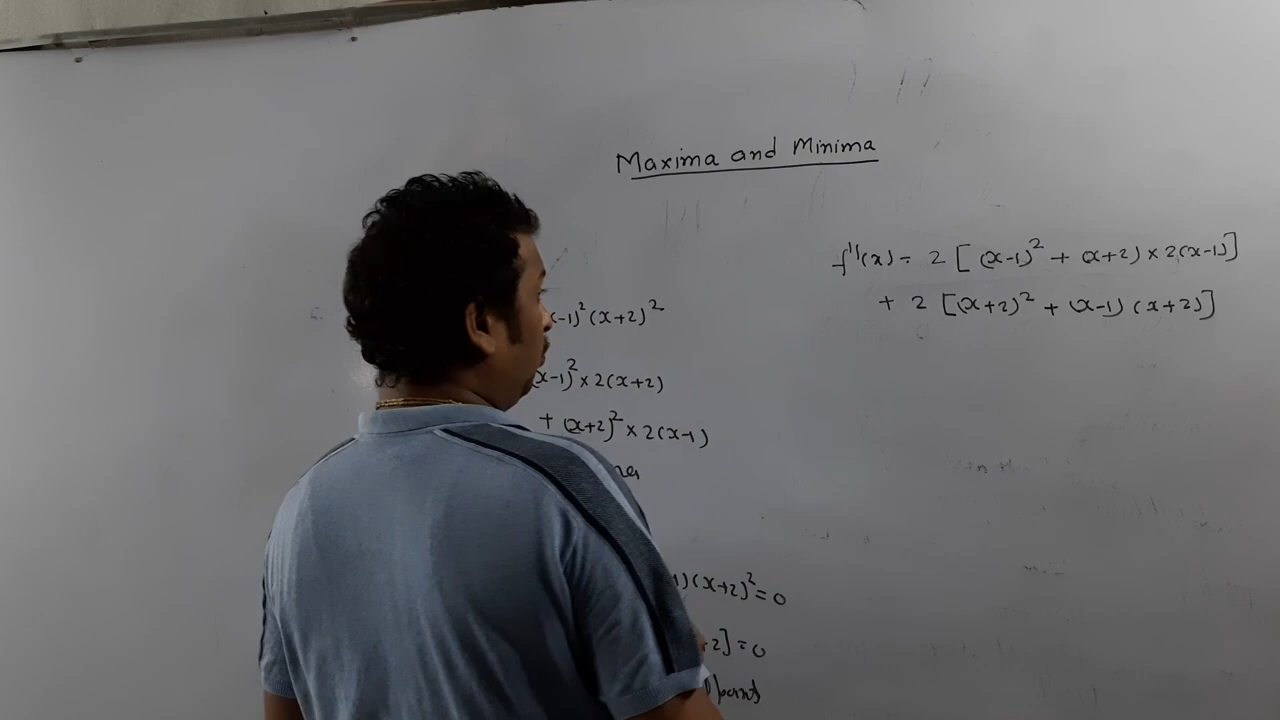 Maxima and Minima
(x-1)²(x+2)²
(x-1)² × 2(x+2)
+ (x+2)² × 2(x-1)
1)(x+2)² = 0
+2] = 0
f''(x) = 2 [ (x-1)² + (x+2) × 2(x-1)]
+ 2 [(x+2)² + (x-1) (x+2)]